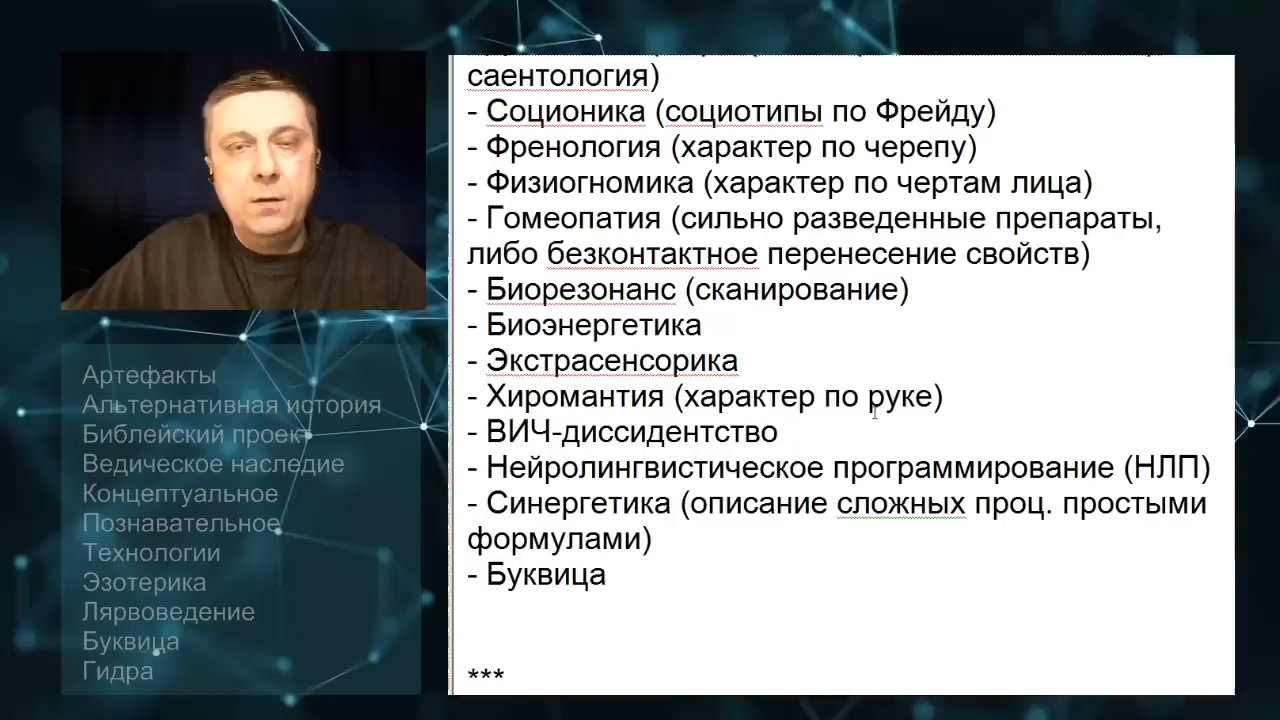 саентология)
- Соционика (социотипы по Фрейду)
- Френология (характер по черепу)
- Физиогномика (характер по чертам лица)
- Гомеопатия (сильно разведенные препараты,
либо безконтактное перенесение свойств)
- Биорезонанс (сканирование)
- Биоэнергетика
- Экстрасенсорика
- Хиромантия (характер по руке)
- ВИЧ-диссидентство
- Нейролингвистическое программирование (НЛП)
- Синергетика (описание сложных проц. простыми
формулами)
- Буквица
***
Артефакты
Альтернативная история
Библейский проект
Ведическое наследие
Концептуальное
Познавательное
Технологии
Эзотерика
Лярвоведение
Буквица
Гидра